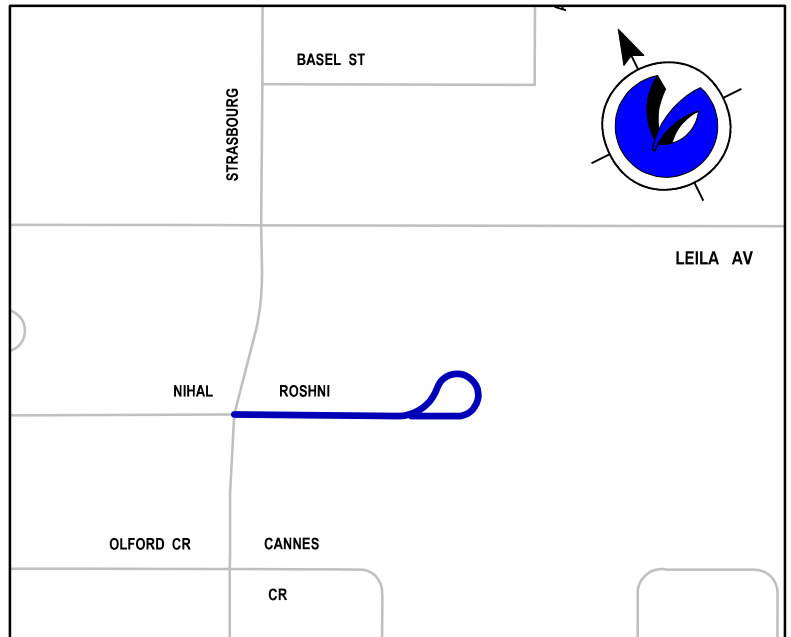 BASEL ST
STRASBOURG
LEILA AV
NIHAL
ROSHNI
OLFORD CR
CANNES
CR